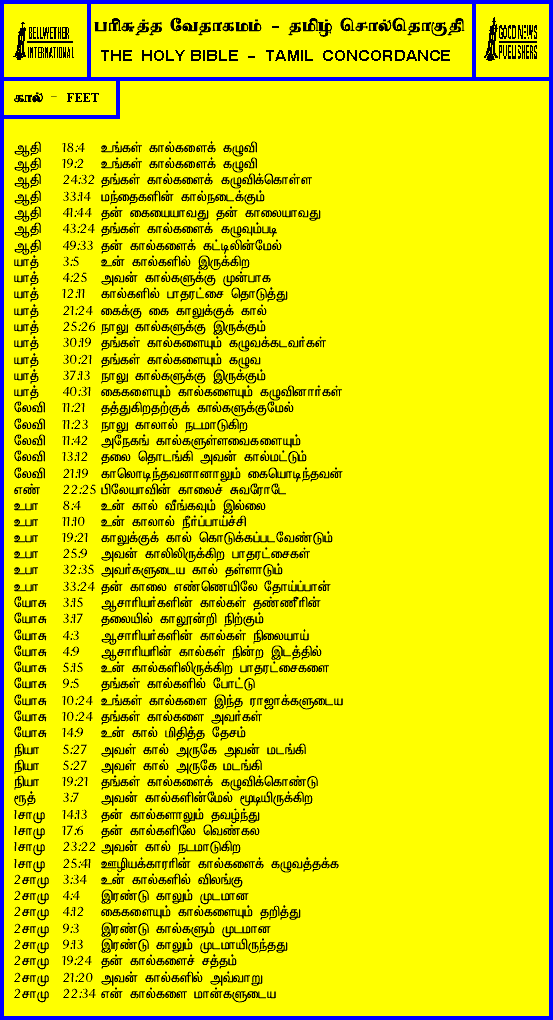 BELLWETHER
INTERNATIONAL
பரிசுத்த வேதாகமம் - தமிழ் சொல்தொகுதி
THE HOLY BIBLE - TAMIL CONCORDANCE
GOOD NEWS
PUBLISHERS
கால் - FEET
ஆதி 18:4 உங்கள் கால்களைக் கழுவி
ஆதி 19:2 உங்கள் கால்களைக் கழுவி
ஆதி 24:32 தங்கள் கால்களைக் கழுவிக்கொள்ள
ஆதி 33:14 மந்தைகளின் கால்நடைக்கும்
ஆதி 41:44 தன் கையையாவது தன் காலையாவது
ஆதி 43:24 தங்கள் கால்களைக் கழுவும்படி
ஆதி 49:33 தன் கால்களைக் கட்டிலின்மேல்
யாத் 3:5 உன் கால்களில் இருக்கிற
யாத் 4:25 அவன் கால்களுக்கு முன்பாக
யாத் 12:11 கால்களில் பாதரட்சை தொடுத்து
யாத் 21:24 கைக்கு கை காலுக்குக் கால்
யாத் 25:26 நாலு கால்களுக்கு இருக்கும்
யாத் 30:19 தங்கள் கால்களையும் கழுவக்கடவர்கள்
யாத் 30:21 தங்கள் கால்களையும் கழுவ
யாத் 37:13 நாலு கால்களுக்கு இருக்கும்
யாத் 40:31 கைகளையும் கால்களையும் கழுவினார்கள்
லேவி 11:21 தத்துகிறதற்குக் கால்களுக்குமேல்
லேவி 11:23 நாலு காலால் நடமாடுகிற
லேவி 11:42 அநேகங் கால்களுள்ளவைகளையும்
லேவி 13:12 தலை தொடங்கி அவன் கால்மட்டும்
லேவி 21:19 காலொடிந்தவனானாலும் கையொடிந்தவன்
எண் 22:25 பிலேயாவின் காலைச் சுவரோடே
உபா 8:4 உன் கால் வீங்கவும் இல்லை
உபா 11:10 உன் காலால் நீர்ப்பாய்ச்சி
உபா 19:21 காலுக்குக் கால் கொடுக்கப்படவேண்டும்
உபா 25:9 அவன் காலிலிருக்கிற பாதரட்சைகள்
உபா 32:35 அவர்களுடைய கால் தள்ளாடும்
உபா 33:24 தன் காலை எண்ணெயிலே தோய்ப்பான்
யோசு 3:15 ஆசாரியர்களின் கால்கள் தண்ணீரின்
யோசு 3:17 தலையில் காலூன்றி நிற்கும்
யோசு 4:3 ஆசாரியர்களின் கால்கள் நிலையாய்
யோசு 4:9 ஆசாரியரின் கால்கள் நின்ற இடத்தில்
யோசு 5:15 உன் கால்களிலிருக்கிற பாதரட்சைகளை
யோசு 9:5 தங்கள் கால்களில் போட்டு
யோசு 10:24 உங்கள் கால்களை இந்த ராஜாக்களுடைய
யோசு 10:24 தங்கள் கால்களை அவர்கள்
யோசு 14:9 உன் கால் மிதித்த தேசம்
நியா 5:27 அவள் கால் அருகே அவன் மடங்கி
நியா 5:27 அவள் கால் அருகே மடங்கி
நியா 19:21 தங்கள் கால்களைக் கழுவிக்கொண்டு
ரூத் 3:7 அவன் கால்களின்மேல் மூடியிருக்கிற
1சாமு 14:13 தன் கால்களாலும் தவழ்ந்து
1சாமு 17:6 தன் கால்களிலே வெண்கல
1சாமு 23:22 அவன் கால் நடமாடுகிற
1சாமு 25:41 ஊழியக்காரரின் கால்களைக் கழுவத்தக்க
2சாமு 3:34 உன் கால்களில் விலங்கு
2சாமு 4:4 இரண்டு காலும் முடமான
2சாமு 4:12 கைகளையும் கால்களையும் தறித்து
2சாமு 9:3 இரண்டு கால்களும் முடமான
2சாமு 9:13 இரண்டு காலும் முடமாயிருந்தது
2சாமு 19:24 தன் கால்களைச் சத்தம்
2சாமு 21:20 அவன் கால்களில் அவ்வாறு
2சாமு 22:34 என் கால்களை மான்களுடைய